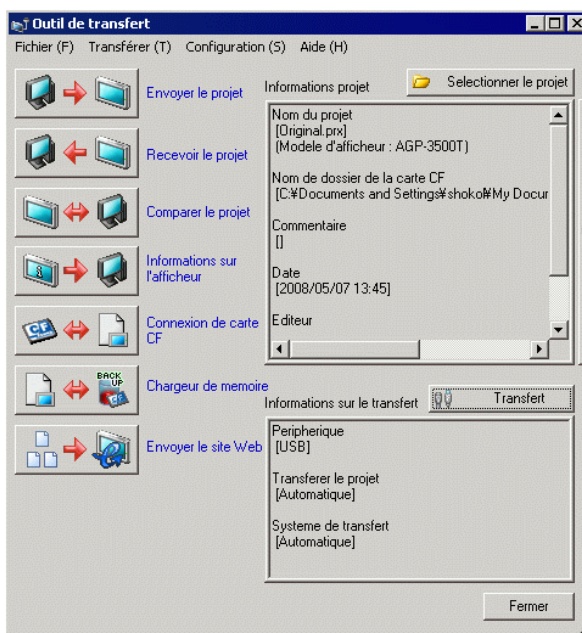 Outil de transfert
Fichier (F) Transférer (T) Configuration (S) Aide (H)
Envoyer le projet
Recevoir le projet
Comparer le projet
Informations sur
l'afficheur
Connexion de carte
CF
Chargeur de memoire
Envoyer le site Web
Informations projet
Selectionner le projet
Nom du projet
[Original.prx]
(Modele d'afficheur : AGP-3500T)
Nom de dossier de la carte CF
[C:¥Documents and Settings¥shoko¥My Docur
Commentaire
[]
Date
[2008/05/07 13:45]
Editeur
Informations sur le transfert
Transfert
Peripherique
[USB]
Transferer le projet
[Automatique]
Systeme de transfert
[Automatique]
Fermer
CF
BACK
UP
CF